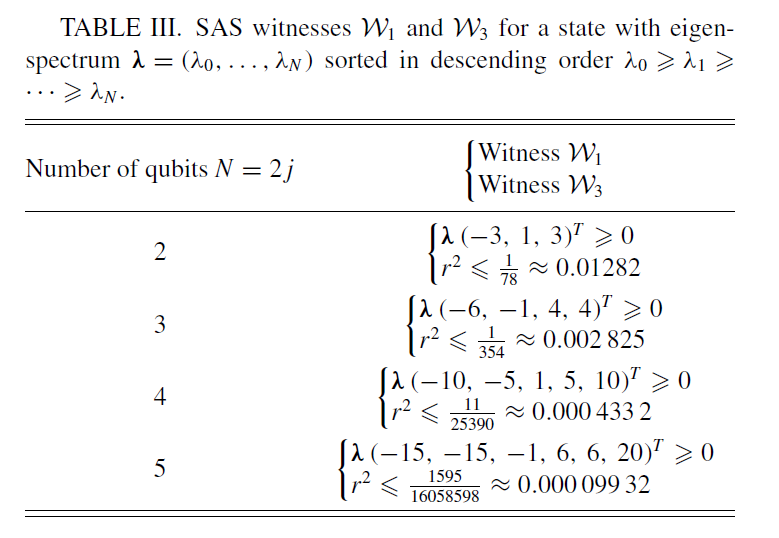 TABLE III. SAS witnesses 𝒲₁ and 𝒲₃ for a state with eigen-
spectrum λ = (λ₀, . . . , λ_N) sorted in descending order λ₀ ⩾ λ₁ ⩾
⋯ ⩾ λ_N.
Number of qubits N = 2j
{Witness 𝒲₁
Witness 𝒲₃
2
{λ (−3, 1, 3)ᵀ ⩾ 0
r² ⩽ 1/78 ≈ 0.01282
3
{λ (−6, −1, 4, 4)ᵀ ⩾ 0
r² ⩽ 1/354 ≈ 0.002 825
4
{λ (−10, −5, 1, 5, 10)ᵀ ⩾ 0
r² ⩽ 11/25390 ≈ 0.000 433 2
5
{λ (−15, −15, −1, 6, 6, 20)ᵀ ⩾ 0
r² ⩽ 1595/16058598 ≈ 0.000 099 32